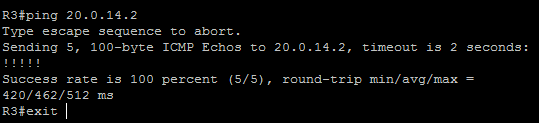 R3#ping 20.0.14.2
Type escape sequence to abort.
Sending 5, 100-byte ICMP Echos to 20.0.14.2, timeout is 2 seconds:
!!!!!
Success rate is 100 percent (5/5), round-trip min/avg/max =
420/462/512 ms
R3#exit